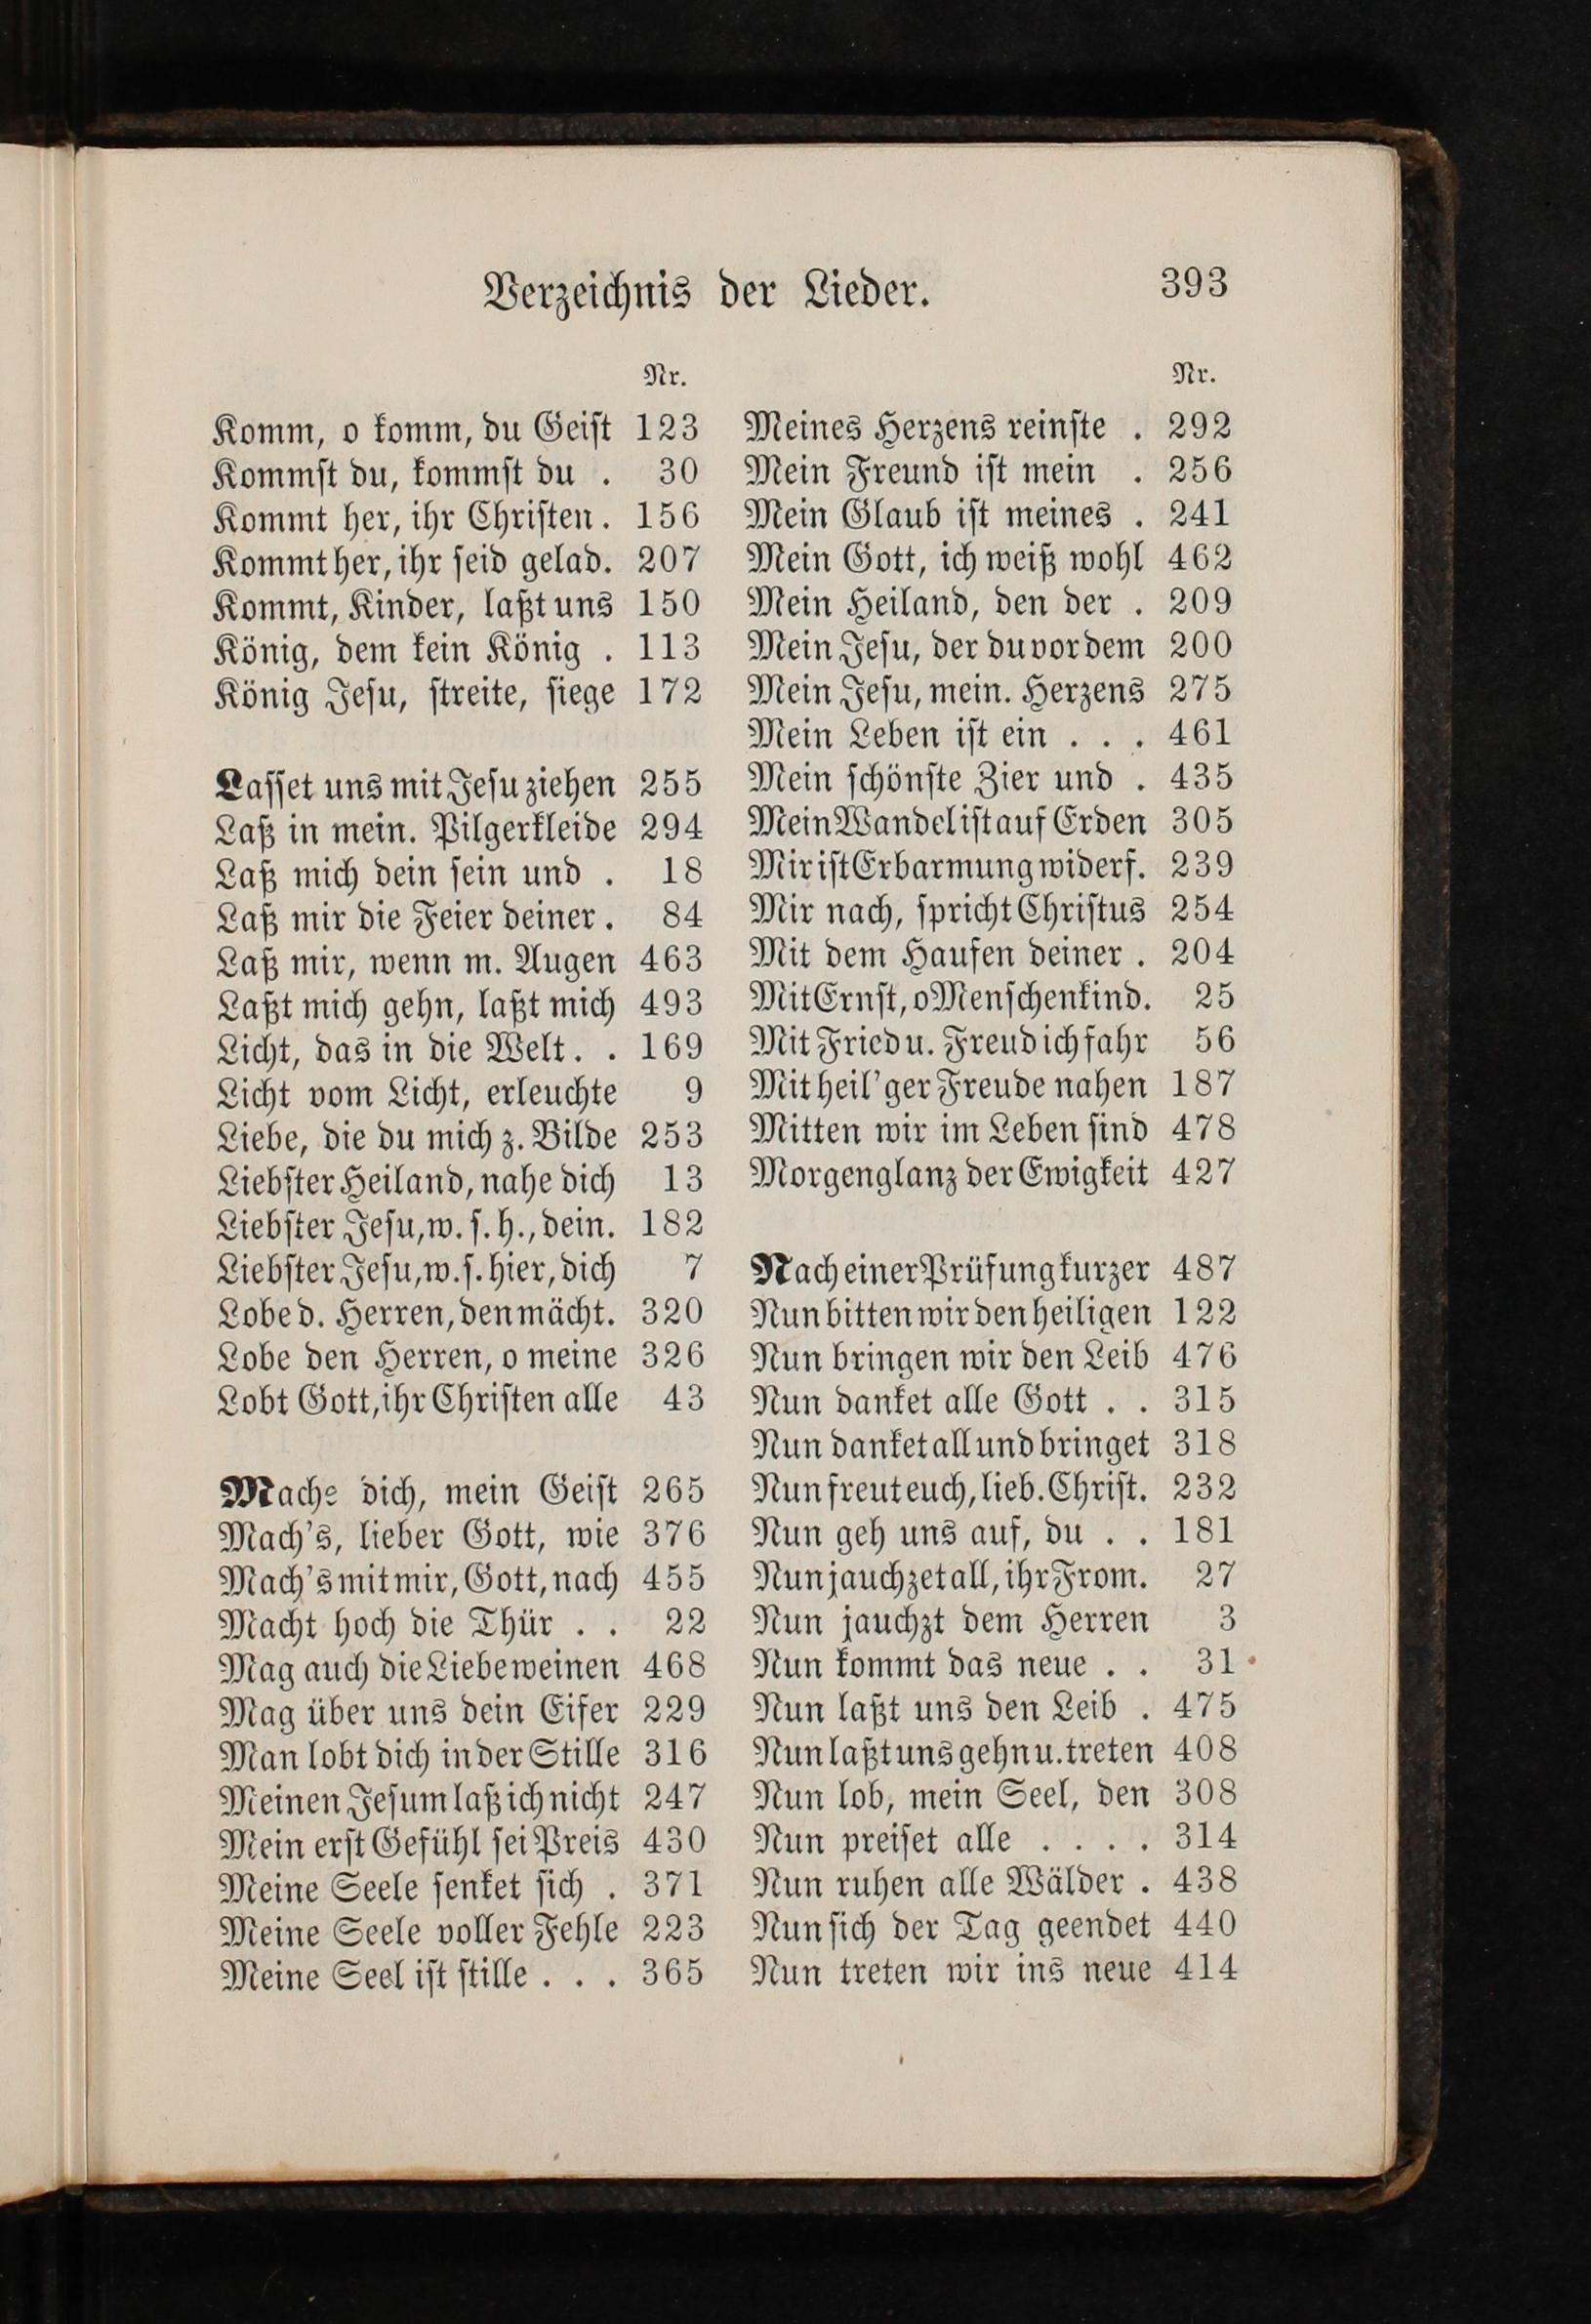 Verzeichnis der Lieder. 393
Nr.
Komm, o komm, du Geist 123
Kommst du, kommst du . 30
Kommt her, ihr Christen . 156
Kommt her, ihr seid gelad. 207
Kommt, Kinder, laßt uns 150
König, dem kein König . 113
König Jesu, streite, siege 172
Lasset uns mit Jesu ziehen 255
Laß in mein. Pilgerkleide 294
Laß mich dein sein und . 18
Laß mir die Feier deiner . 84
Laß mir, wenn m. Augen 463
Laßt mich gehn, laßt mich 493
Licht, das in die Welt . . 169
Licht vom Licht, erleuchte 9
Liebe, die du mich z. Bilde 253
Liebster Heiland, nahe dich 13
Liebster Jesu, w. s. h., dein. 182
Liebster Jesu, w. s. hier, dich 7
Lobe d. Herren, den mächt. 320
Lobe den Herren, o meine 326
Lobt Gott, ihr Christen alle 43
Mache dich, mein Geist 265
Mach's, lieber Gott, wie 376
Mach's mit mir, Gott, nach 455
Macht hoch die Thür . . 22
Mag auch die Liebe weinen 468
Mag über uns dein Eifer 229
Man lobt dich in der Stille 316
Meinen Jesum laß ich nicht 247
Mein erst Gefühl sei Preis 430
Meine Seele senket sich . 371
Meine Seele voller Fehle 223
Meine Seel ist stille . . . 365
Nr.
Meines Herzens reinste . 292
Mein Freund ist mein . 256
Mein Glaub ist meines . 241
Mein Gott, ich weiß wohl 462
Mein Heiland, den der . 209
Mein Jesu, der du vor dem 200
Mein Jesu, mein. Herzens 275
Mein Leben ist ein . . . 461
Mein schönste Zier und . 435
Mein Wandel ist auf Erden 305
Mir ist Erbarmung widerf. 239
Mir nach, spricht Christus 254
Mit dem Haufen deiner . 204
Mit Ernst, o Menschenkind. 25
Mit Fried u. Freud ich fahr 56
Mit heil'ger Freude nahen 187
Mitten wir im Leben sind 478
Morgenglanz der Ewigkeit 427
Nach einer Prüfung kurzer 487
Nun bitten wir den heiligen 122
Nun bringen wir den Leib 476
Nun danket alle Gott . . 315
Nun danket all und bringet 318
Nun freut euch, lieb. Christ. 232
Nun geh uns auf, du . . 181
Nun jauchzet all, ihr From. 27
Nun jauchzt dem Herren 3
Nun kommt das neue . . 31
Nun laßt uns den Leib . 475
Nun laßt uns gehn u. treten 408
Nun lob, mein Seel, den 308
Nun preiset alle . . . . 314
Nun ruhen alle Wälder . 438
Nun sich der Tag geendet 440
Nun treten wir ins neue 414